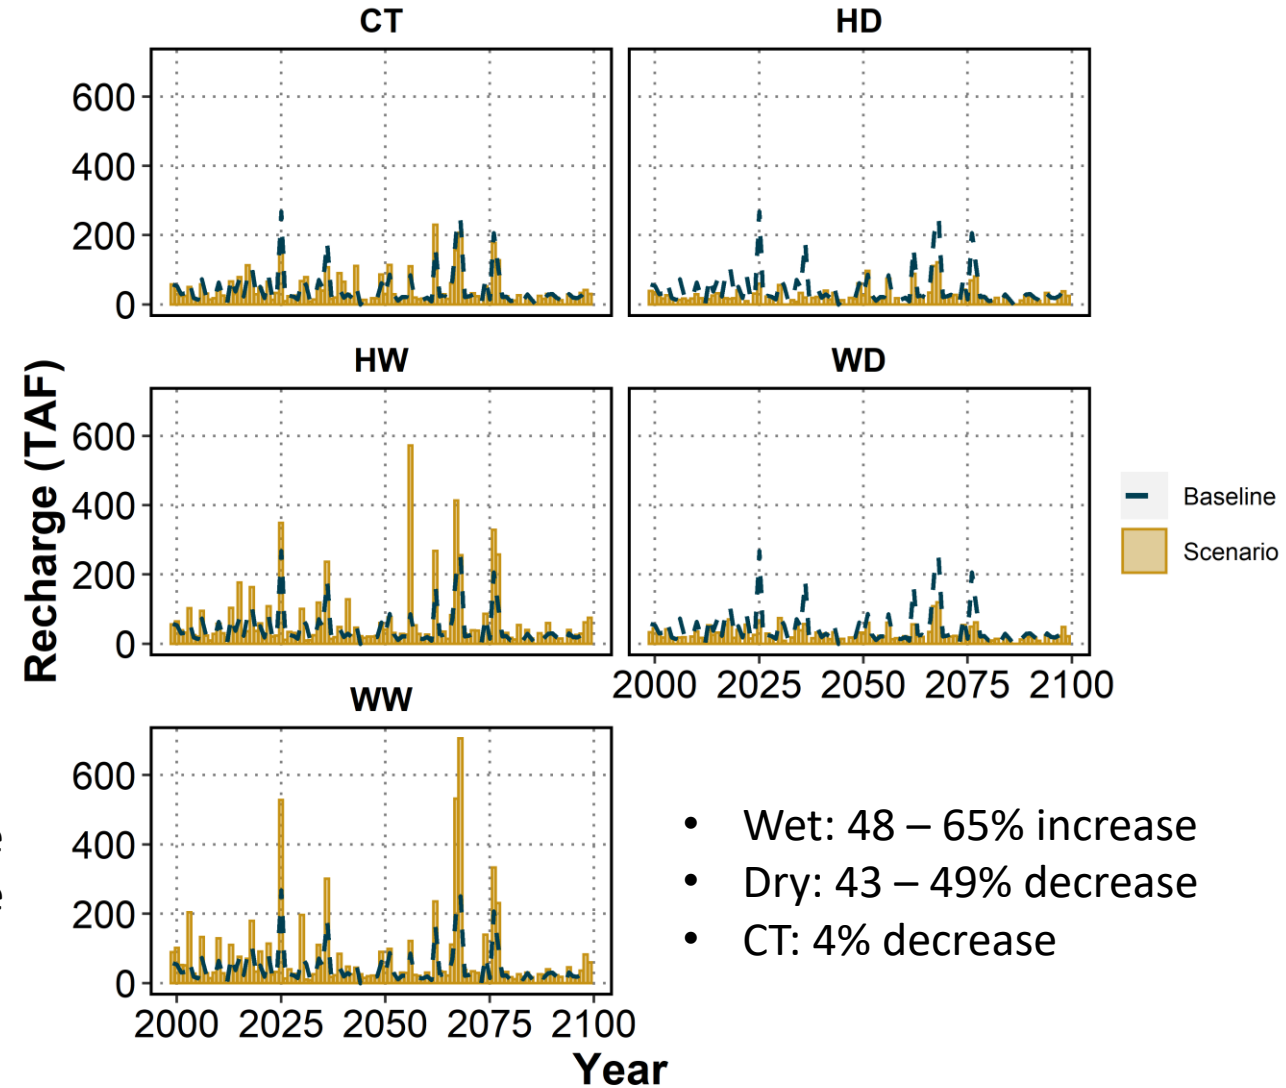 CT
HD
600
400
200
0
HW
WD
Recharge (TAF)
600
400
200
0
2000 2025 2050 2075 2100
Baseline
Scenario
WW
600
400
200
0
2000 2025 2050 2075 2100
Year
• Wet: 48 – 65% increase
• Dry: 43 – 49% decrease
• CT: 4% decrease